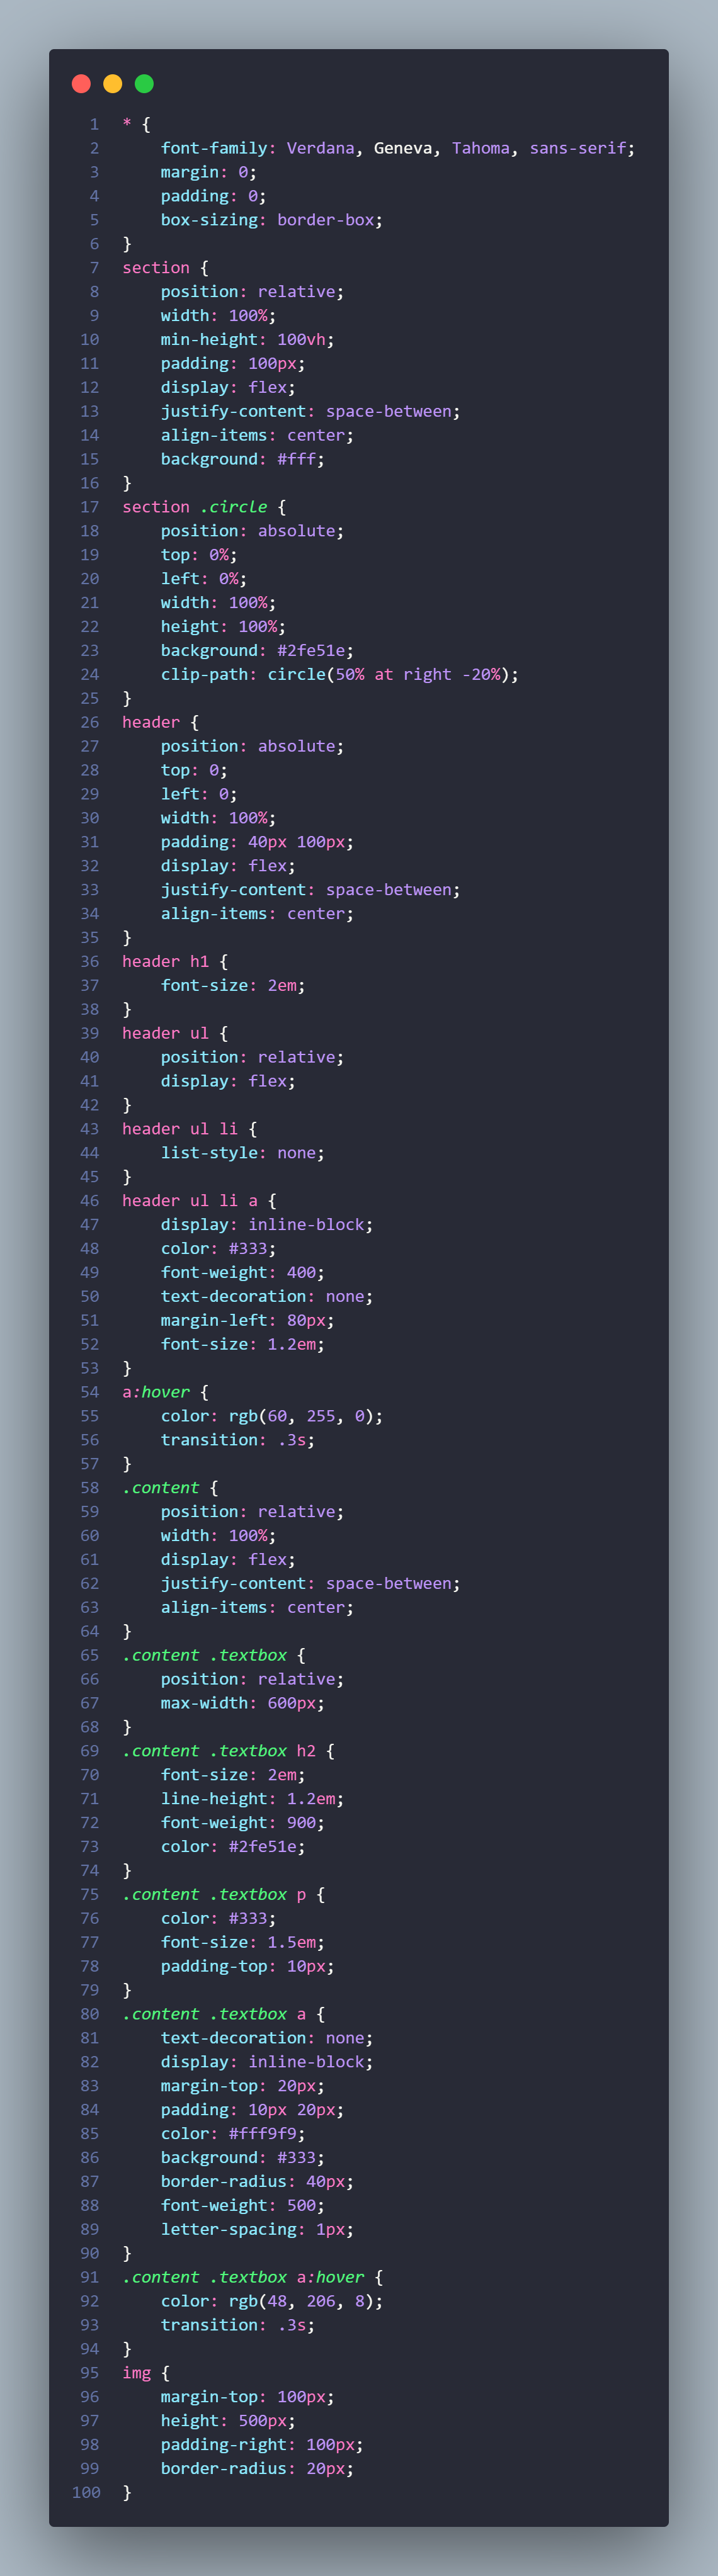 1 * {
2     font-family: Verdana, Geneva, Tahoma, sans-serif;
3     margin: 0;
4     padding: 0;
5     box-sizing: border-box;
6 }
7 section {
8     position: relative;
9     width: 100%;
10     min-height: 100vh;
11     padding: 100px;
12     display: flex;
13     justify-content: space-between;
14     align-items: center;
15     background: #fff;
16 }
17 section .circle {
18     position: absolute;
19     top: 0%;
20     left: 0%;
21     width: 100%;
22     height: 100%;
23     background: #2fe51e;
24     clip-path: circle(50% at right -20%);
25 }
26 header {
27     position: absolute;
28     top: 0;
29     left: 0;
30     width: 100%;
31     padding: 40px 100px;
32     display: flex;
33     justify-content: space-between;
34     align-items: center;
35 }
36 header h1 {
37     font-size: 2em;
38 }
39 header ul {
40     position: relative;
41     display: flex;
42 }
43 header ul li {
44     list-style: none;
45 }
46 header ul li a {
47     display: inline-block;
48     color: #333;
49     font-weight: 400;
50     text-decoration: none;
51     margin-left: 80px;
52     font-size: 1.2em;
53 }
54 a:hover {
55     color: rgb(60, 255, 0);
56     transition: .3s;
57 }
58 .content {
59     position: relative;
60     width: 100%;
61     display: flex;
62     justify-content: space-between;
63     align-items: center;
64 }
65 .content .textbox {
66     position: relative;
67     max-width: 600px;
68 }
69 .content .textbox h2 {
70     font-size: 2em;
71     line-height: 1.2em;
72     font-weight: 900;
73     color: #2fe51e;
74 }
75 .content .textbox p {
76     color: #333;
77     font-size: 1.5em;
78     padding-top: 10px;
79 }
80 .content .textbox a {
81     text-decoration: none;
82     display: inline-block;
83     margin-top: 20px;
84     padding: 10px 20px;
85     color: #fff9f9;
86     background: #333;
87     border-radius: 40px;
88     font-weight: 500;
89     letter-spacing: 1px;
90 }
91 .content .textbox a:hover {
92     color: rgb(48, 206, 8);
93     transition: .3s;
94 }
95 img {
96     margin-top: 100px;
97     height: 500px;
98     padding-right: 100px;
99     border-radius: 20px;
100 }